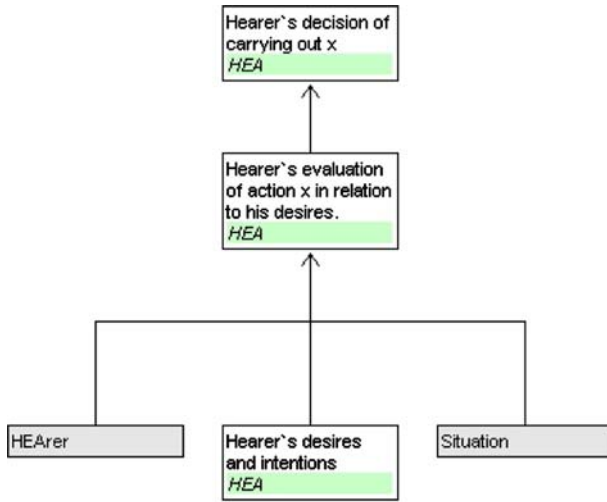 Hearer`s decision of
carrying out x
HEA
Hearer`s evaluation
of action x in relation
to his desires.
HEA
HEArer
Hearer`s desires
and intentions
HEA
Situation